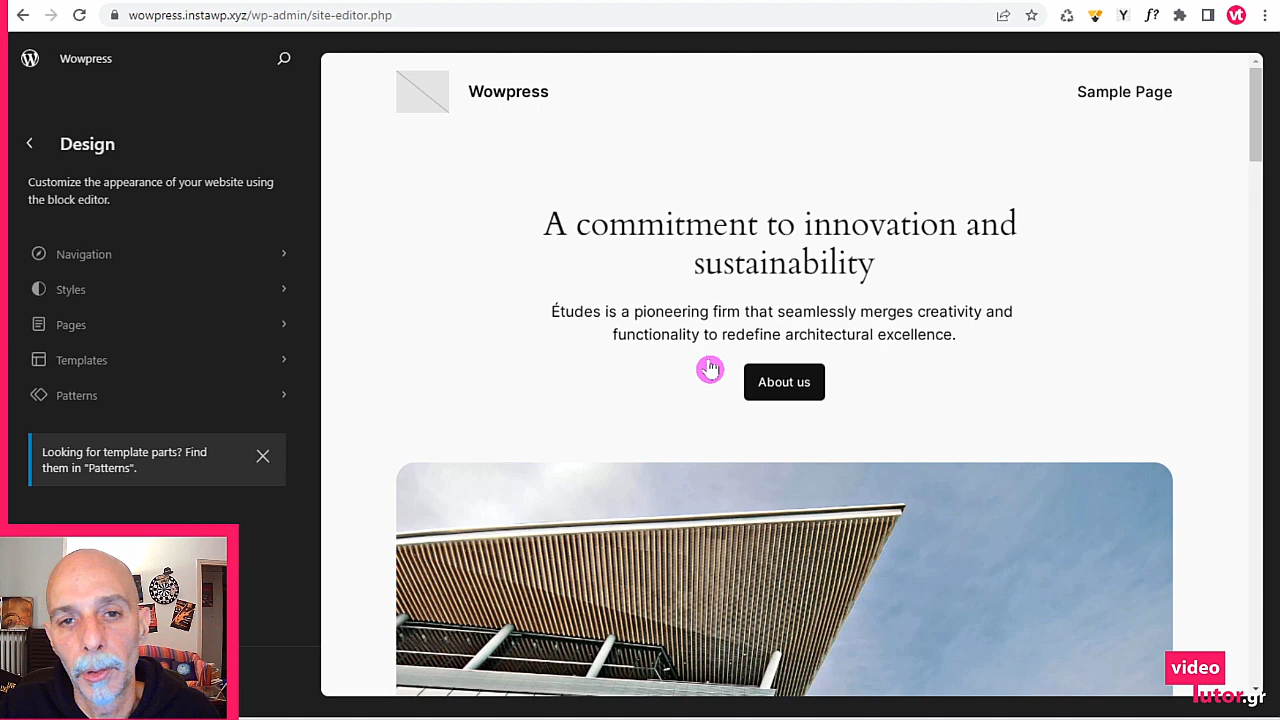 wowpress.instawp.xyz/wp-admin/site-editor.php
Y
f?
vt
Wowpress
Design
Customize the appearance of your website using
the block editor.
Navigation
Styles
Pages
Templates
Patterns
Looking for template parts? Find
them in "Patterns".
Wowpress
Sample Page
A commitment to innovation and
sustainability
Études is a pioneering firm that seamlessly merges creativity and
functionality to redefine architectural excellence.
About us
video
tutor.gr